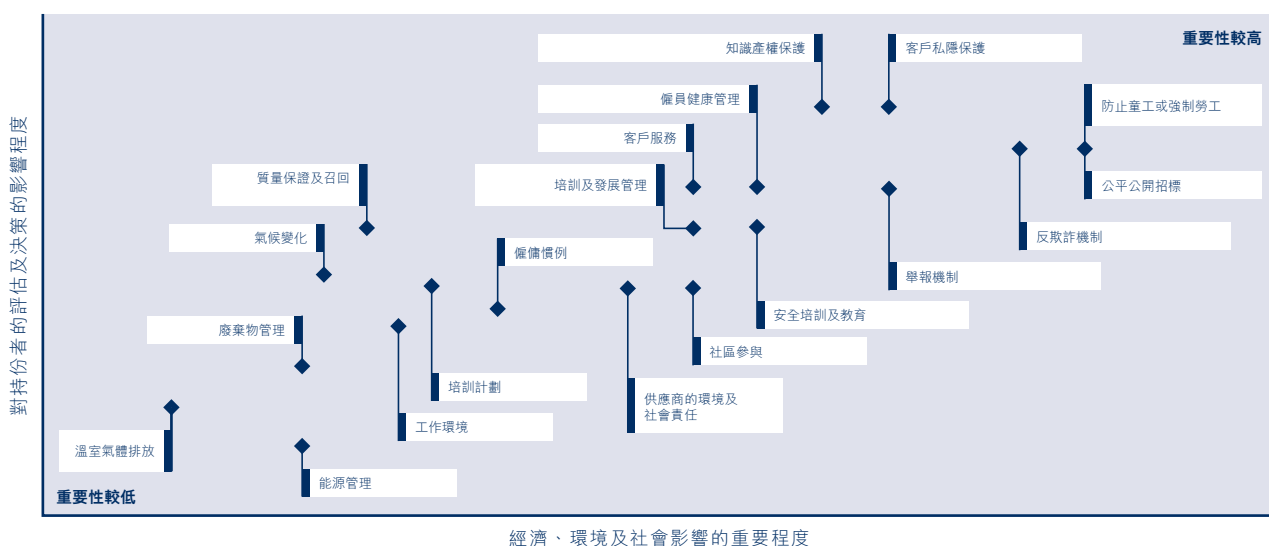 重要性較高
知識產權保護
客戶私隱保護
僱員健康管理
防止童工或強制勞工
客戶服務
質量保證及召回
培訓及發展管理
公平公開招標
氣候變化
反欺詐機制
僱傭慣例
舉報機制
安全培訓及教育
廢棄物管理
社區參與
培訓計劃
供應商的環境及
社會責任
工作環境
溫室氣體排放
能源管理
重要性較低
對持份者的評估及決策的影響程度
經濟、環境及社會影響的重要程度